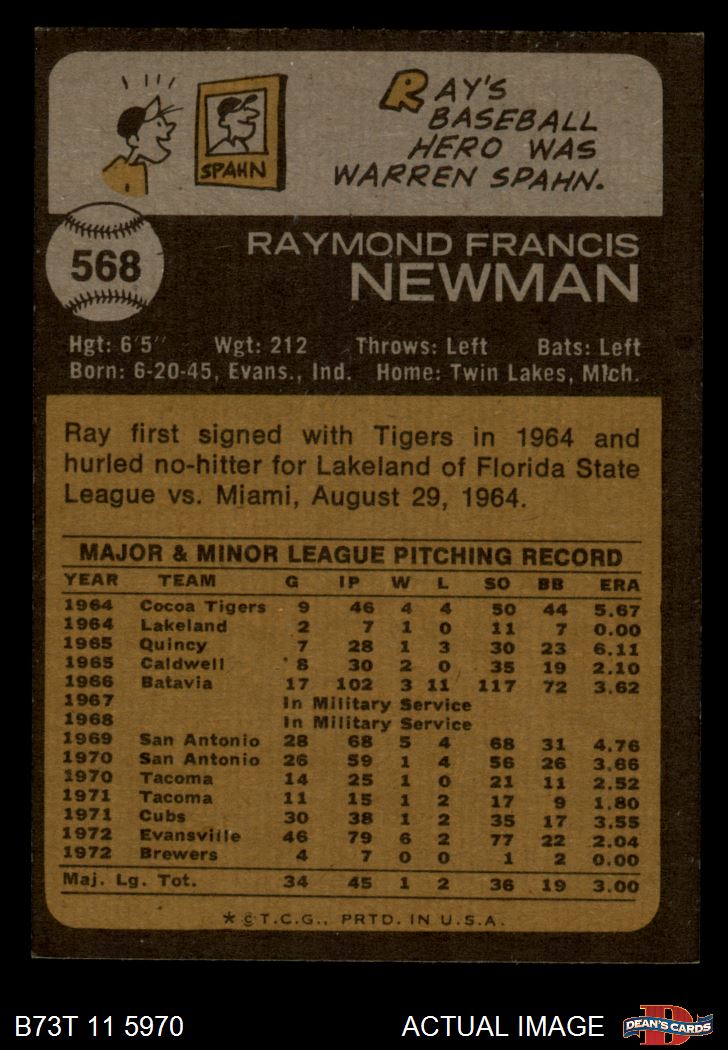 RAY'S
BASEBALL
HERO WAS
WARREN SPAHN.
SPAHN
568
RAYMOND FRANCIS
NEWMAN
Hgt: 6'5" Wgt: 212 Throws: Left Bats: Left
Born: 6-20-45, Evans., Ind. Home: Twin Lakes, Mich.
Ray first signed with Tigers in 1964 and
hurled no-hitter for Lakeland of Florida State
League vs. Miami, August 29, 1964.
MAJOR & MINOR LEAGUE PITCHING RECORD
YEAR TEAM G IP W L SO BB ERA
1964 Cocoa Tigers 9 46 4 4 50 44 5.67
1964 Lakeland 2 7 1 0 11 7 0.00
1965 Quincy 7 28 1 3 30 23 6.11
1965 Caldwell 8 30 2 0 35 19 2.10
1966 Batavia 17 102 3 11 117 72 3.62
1967 In Military Service
1968 In Military Service
1969 San Antonio 28 68 5 4 68 31 4.76
1970 San Antonio 26 59 1 4 56 26 3.66
1970 Tacoma 14 25 1 0 21 11 2.52
1971 Tacoma 11 15 1 2 17 9 1.80
1971 Cubs 30 38 1 2 35 17 3.55
1972 Evansville 46 79 6 2 77 22 2.04
1972 Brewers 4 7 0 0 1 2 0.00
Maj. Lg. Tot. 34 45 1 2 36 19 3.00
* © T.C.G., PRTD. IN U.S.A.
B73T 11 5970 ACTUAL IMAGE
D
DEAN'S CARDS